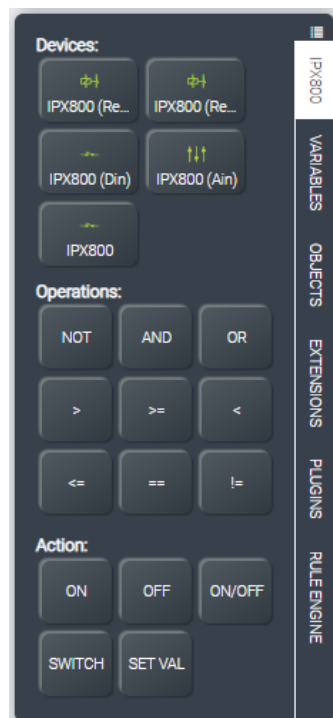 Devices:
IPX800 (Re...
IPX800 (Re...
IPX800 (Din)
IPX800 (Ain)
IPX800
Operations:
NOT
AND
OR
>
>=
<
<=
==
!=
Action:
ON
OFF
ON/OFF
SWITCH
SET VAL
IPX800
VARIABLES
OBJECTS
EXTENSIONS
PLUGINS
RULE ENGINE